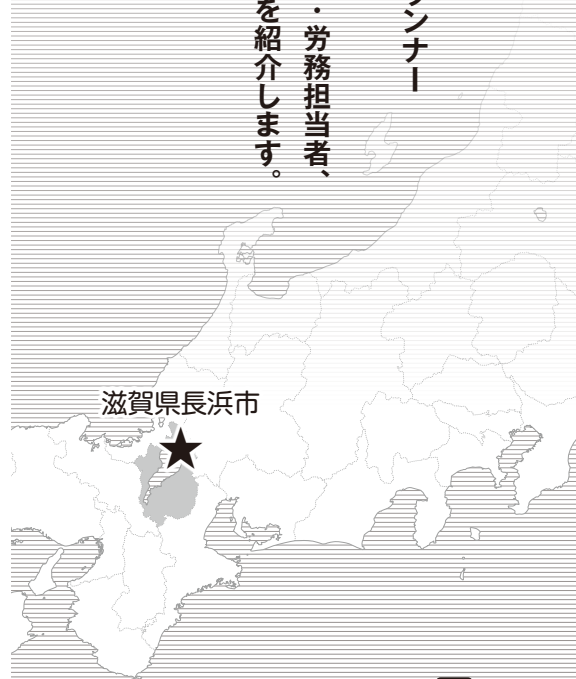 ンナー
・労務担当者、
を紹介します。
滋賀県長浜市